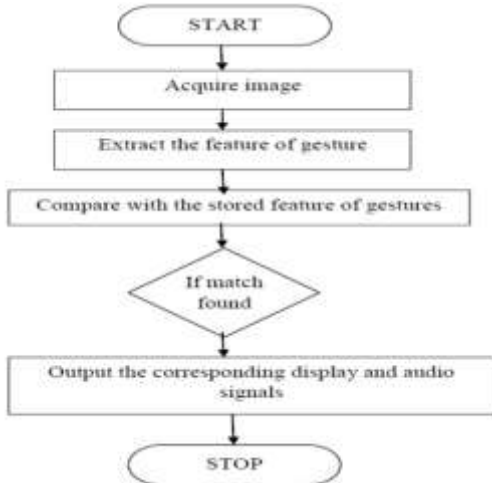 START
Acquire image
Extract the feature of gesture
Compare with the stored feature of gestures
If match
found
Output the corresponding display and audio
signals
STOP